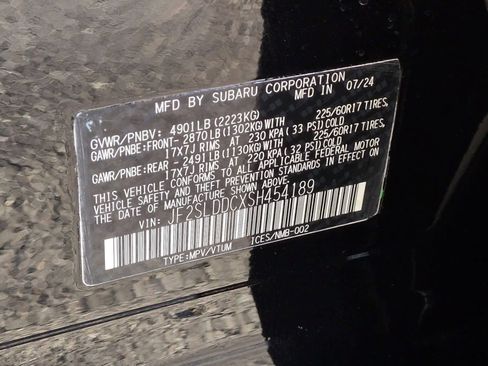 MFD BY SUBARU CORPORATION
MFD IN 07/24
GVWR/PNBV: 4901LB(2223KG)
GAWR/PNBE:FRONT- 2870LB(1302KG)WITH 225/60R17 TIRES,
17X7J RIMS AT 230 KPA( 33 PSI)COLD
GAWR/PNBE:REAR - 2491LB(1130KG)WITH 225/60R17 TIRES,
17X7J RIMS AT 220 KPA( 32 PSI)COLD
THIS VEHICLE CONFORMS TO ALL APPLICABLE FEDERAL MOTOR
VEHICLE SAFETY AND THEFT PREVENTION STANDARDS IN EFFECT ON
THE DATE OF MANUFACTURE SHOWN ABOVE.
VIN: JF2SLDDCXSH454189
TYPE:MPV/VTUM ICES/NMB-002